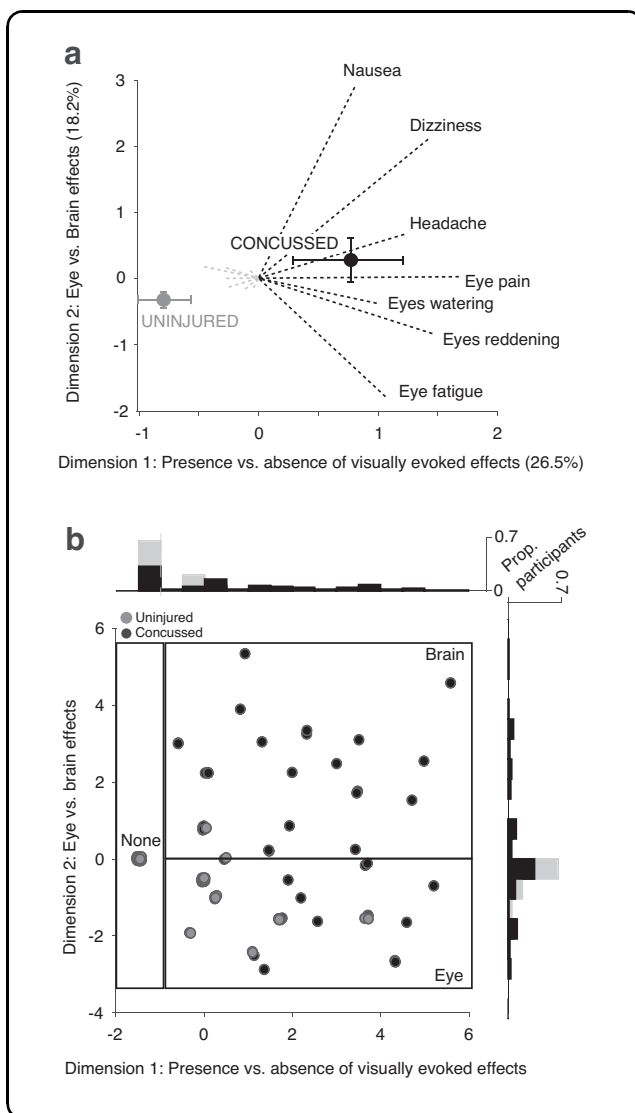 a
Dimension 2: Eye vs. Brain effects (18.2%)
3
2
1
0
-1
-2
Nausea
Dizziness
Headache
CONCUSSED
Eye pain
Eyes watering
UNINJURED
Eyes reddening
Eye fatigue
-1
0
1
2
Dimension 1: Presence vs. absence of visually evoked effects (26.5%)
b
0.7
0
Prop.
participants
0.7
Uninjured
Concussed
Dimension 2: Eye vs. brain effects
6
4
2
0
-2
-4
Brain
None
Eye
-2
0
2
4
6
Dimension 1: Presence vs. absence of visually evoked effects